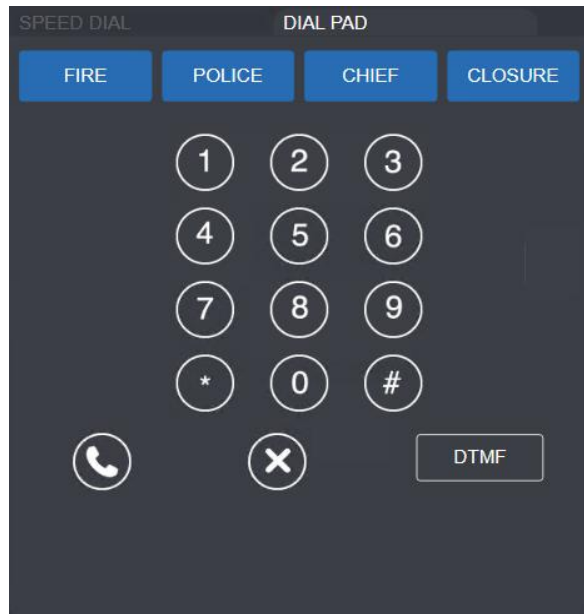 SPEED DIAL DIAL PAD
FIRE POLICE CHIEF CLOSURE
1 2 3
4 5 6
7 8 9
* 0 #
DTMF